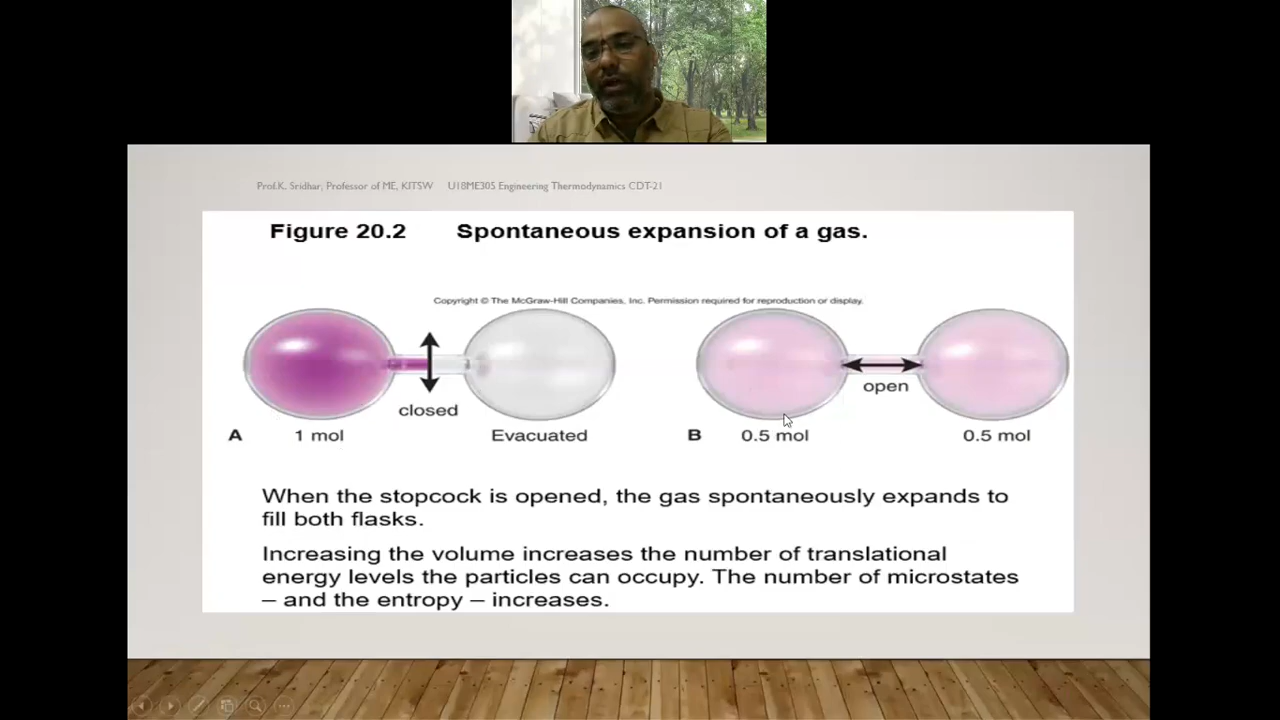 Prof.K. Sridhar, Professor of ME, KITSW U18ME305 Engineering Thermodynamics CDT-21
Figure 20.2 Spontaneous expansion of a gas.
Copyright © The McGraw-Hill Companies, Inc. Permission required for reproduction or display.
closed
open
A 1 mol Evacuated B 0.5 mol 0.5 mol
When the stopcock is opened, the gas spontaneously expands to
fill both flasks.
Increasing the volume increases the number of translational
energy levels the particles can occupy. The number of microstates
– and the entropy – increases.